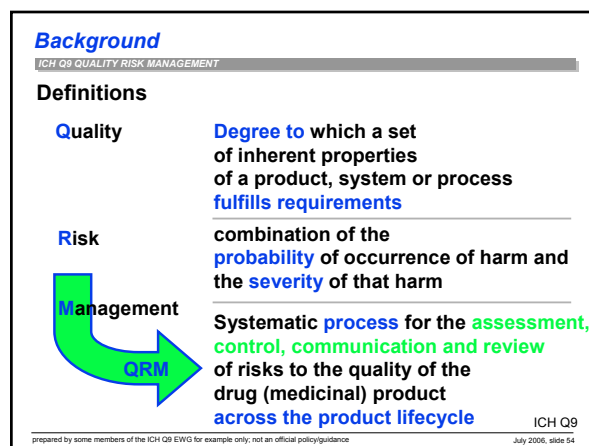 Background
ICH Q9 QUALITY RISK MANAGEMENT
Definitions
Quality
Degree to which a set
of inherent properties
of a product, system or process
fulfills requirements
Risk
combination of the
probability of occurrence of harm and
the severity of that harm
Management
QRM
Systematic process for the assessment,
control, communication and review
of risks to the quality of the
drug (medicinal) product
across the product lifecycle
ICH Q9
prepared by some members of the ICH Q9 EWG for example only; not an official policy/guidance
July 2006, slide 54